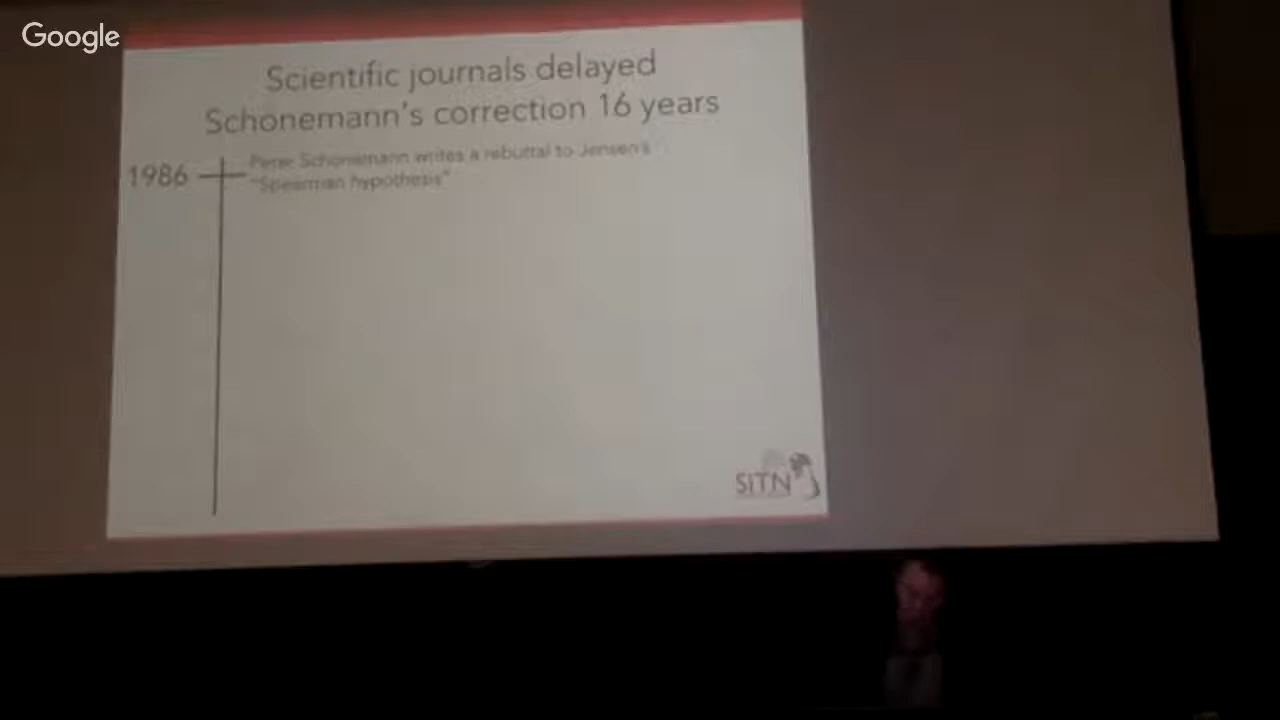 Google
Scientific journals delayed
Schonemann's correction 16 years
1986
Peter Schonemann writes a rebuttal to Jensen's
"Spearman hypothesis"
SITN